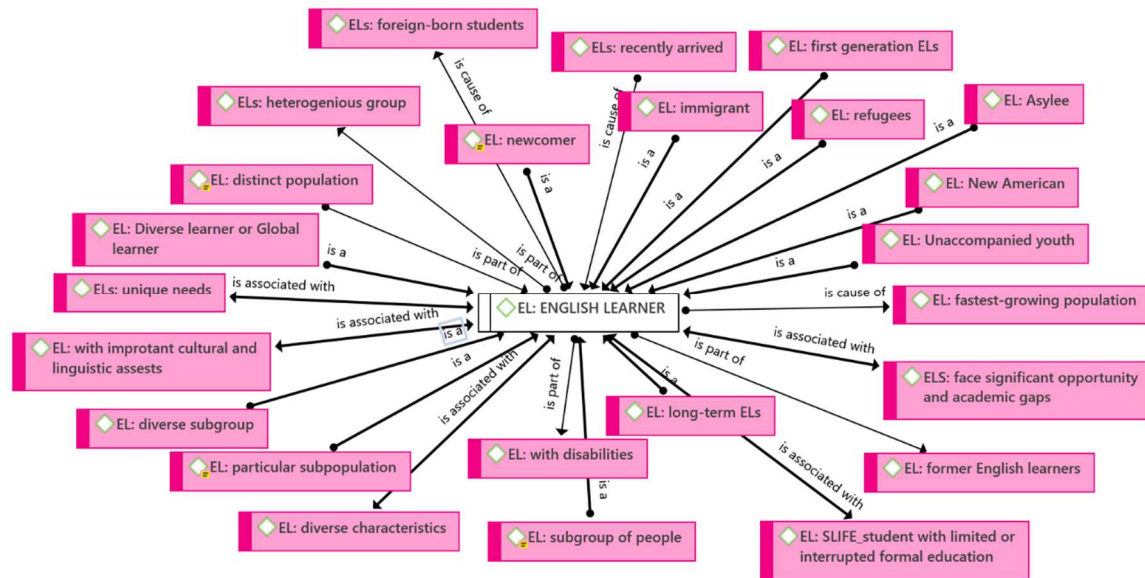 ELs: foreign-born students
ELs: recently arrived
EL: first generation ELs
is cause of
ELs: heterogenious group
is cause of
EL: immigrant
EL: refugees
EL: Asylee
is a
EL: newcomer
is a
is a
is a
EL: distinct population
is a
is a
EL: New American
is a
EL: Diverse learner or Global
learner
is a
is part of
is part of
EL: Unaccompanied youth
is a
ELs: unique needs
is associated with
EL: ENGLISH LEARNER
is cause of
EL: fastest-growing population
is associated with
is a
is part of
is associated with
EL: with improtant cultural and
linguistic assests
is a
is associated with
is part of
is a
ELS: face significant opportunity
and academic gaps
EL: diverse subgroup
EL: long-term ELs
EL: particular subpopulation
EL: with disabilities
is associated with
EL: former English learners
is a
EL: diverse characteristics
EL: subgroup of people
EL: SLIFE_student with limited or
interrupted formal education